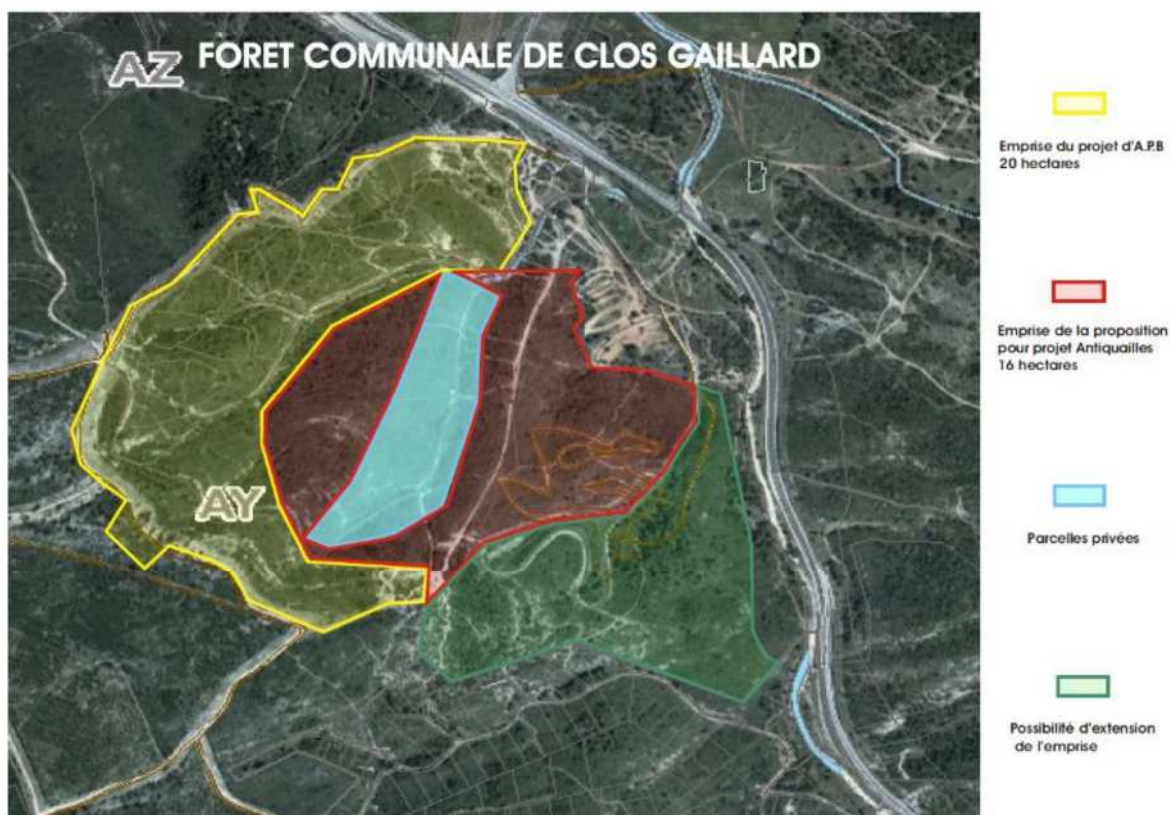 AZ FORET COMMUNALE DE CLOS GAILLARD
AY
Emprise du projet d'A.P.B
20 hectares
Emprise de la proposition
pour projet Antiquailles
16 hectares
Parcelles privées
Possibilité d'extension
de l'emprise